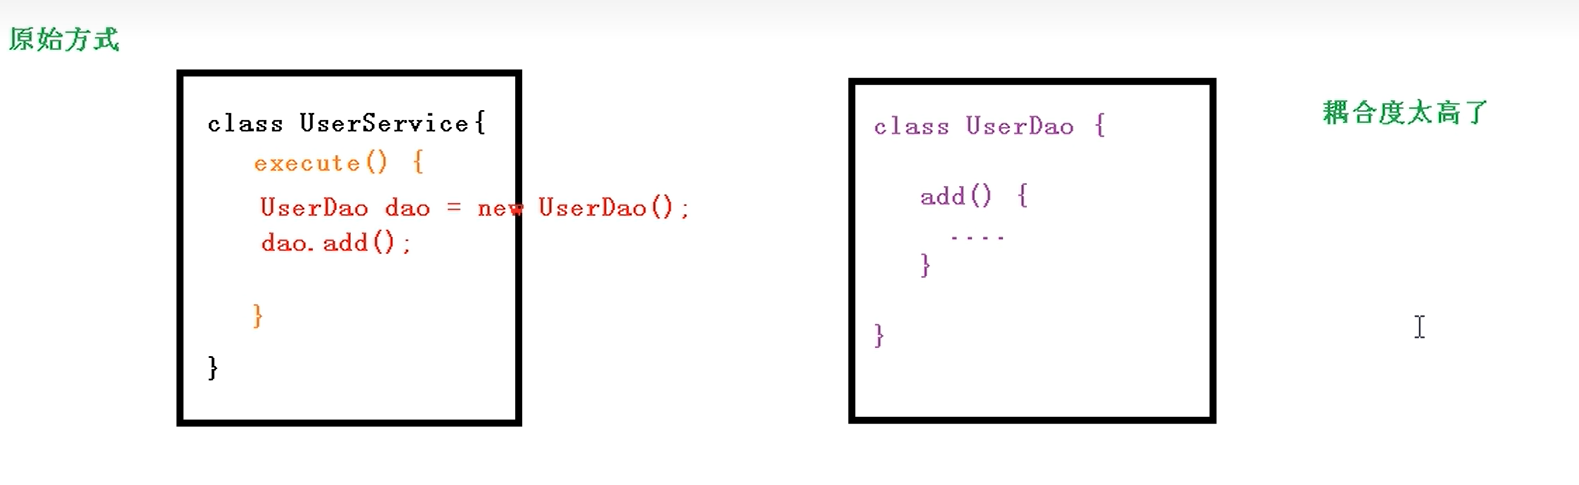 原始方式
class UserService{
execute() {
UserDao dao = new UserDao();
dao.add();
}
}
class UserDao {
add() {
....
}
}
耦合度太高了